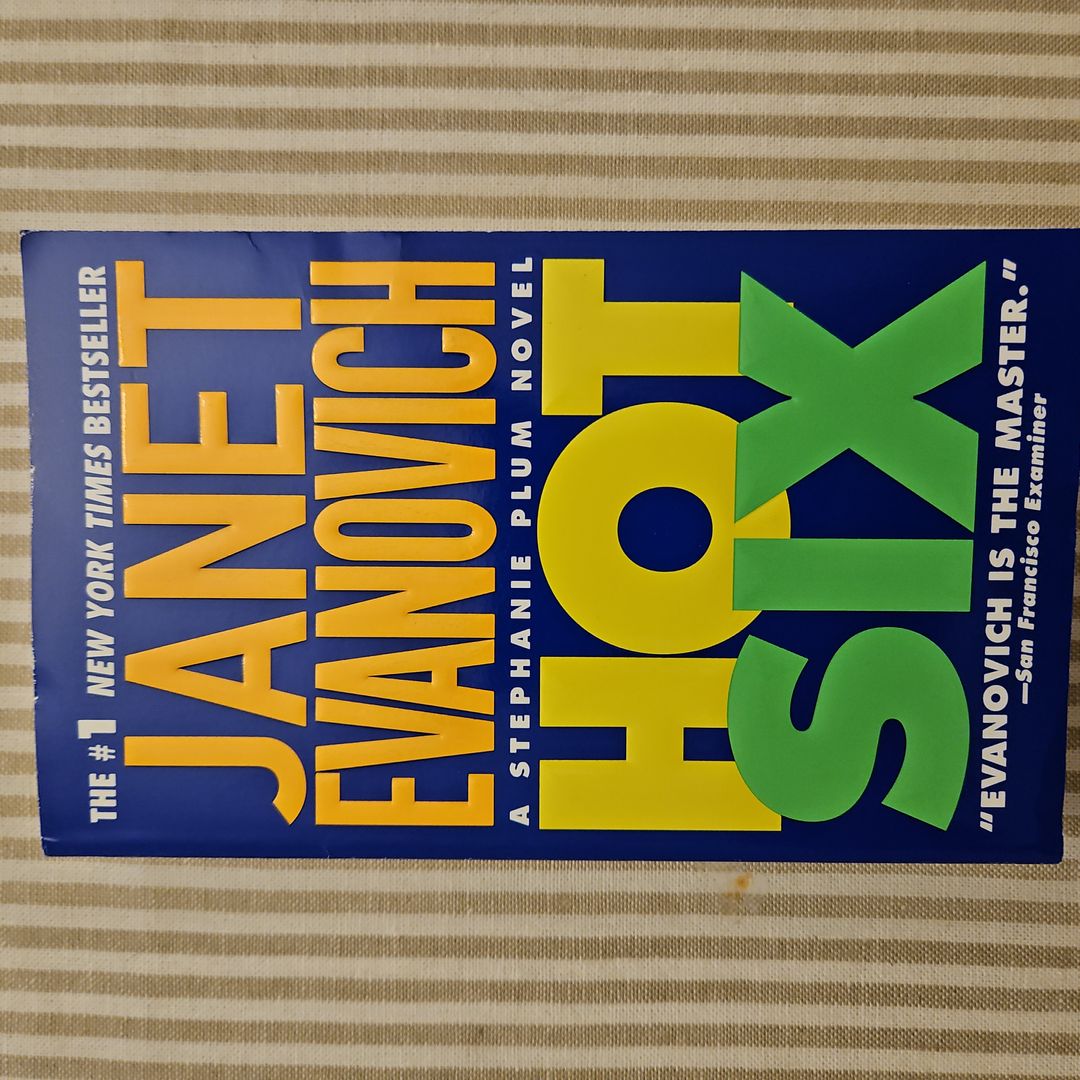 THE #1 NEW YORK TIMES BESTSELLER
JANET
EVANOVICH
A STEPHANIE PLUM NOVEL
HOT
SIX
"EVANOVICH IS THE MASTER."
—San Francisco Examiner